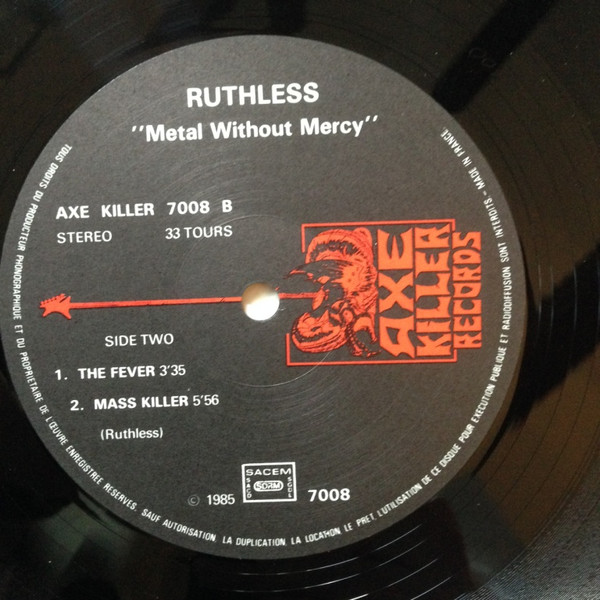 RUTHLESS
"Metal Without Mercy"
AXE KILLER 7008 B
STEREO 33 TOURS
AXE
KILLER
RECORDS
SIDE TWO
1. THE FEVER 3'35
2. MASS KILLER 5'56
(Ruthless)
© 1985
SACEM
SACD
SDRM
SGDL
7008
TOUS DROITS DU PRODUCTEUR PHONOGRAPHIQUE ET DU PROPRIETAIRE DE L'ŒUVRE ENREGISTREE RESERVES. SAUF AUTORISATION, LA DUPLICATION, LA LOCATION, LE PRET, L'UTILISATION DE CE DISQUE POUR EXECUTION PUBLIQUE ET RADIODIFFUSION SONT INTERDITS - MADE IN FRANCE